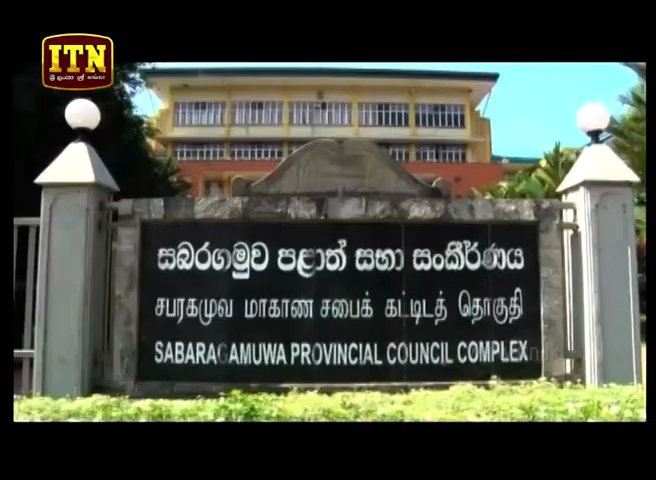 ITN
සබරගමුව පළාත් සභා සංකීර්ණය
சபரகமுவ மாகாண சபைக் கட்டிடத் தொகுதி
SABARAGAMUWA PROVINCIAL COUNCIL COMPLEX